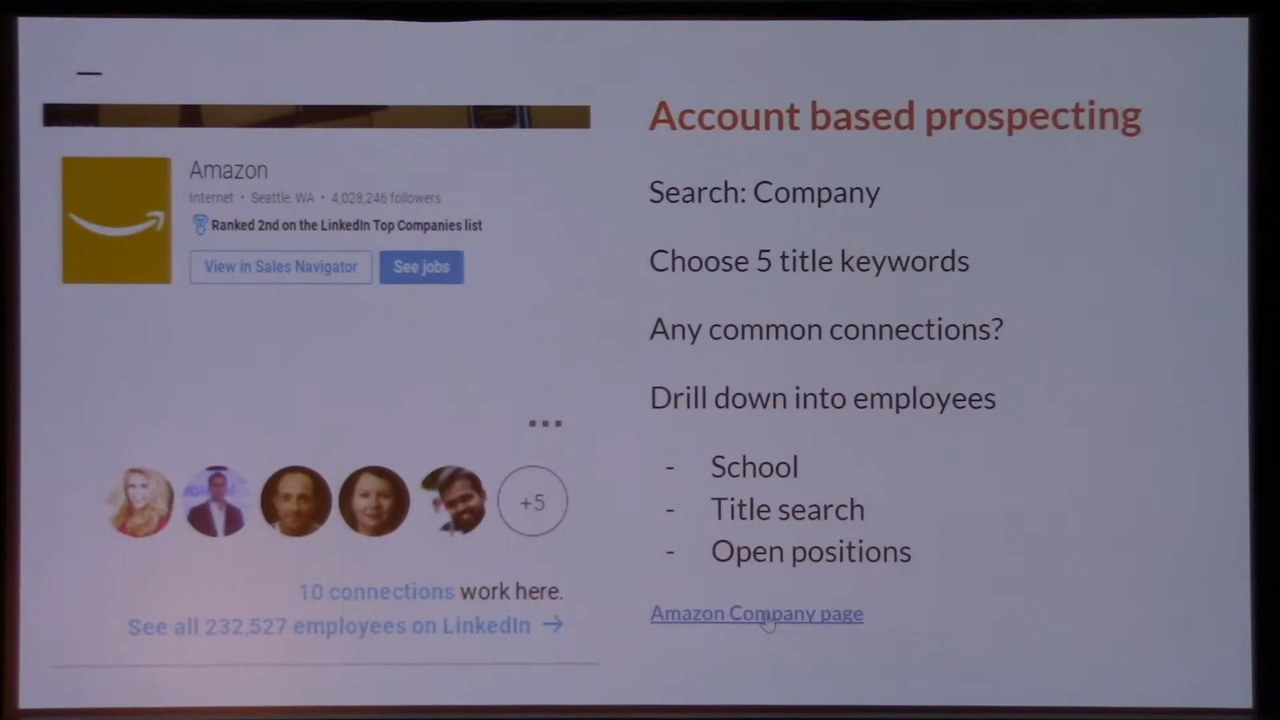 Amazon
Internet • Seattle, WA • 4,028,246 followers
Ranked 2nd on the LinkedIn Top Companies list
View in Sales Navigator
See jobs
+5
10 connections work here.
See all 232,527 employees on LinkedIn →
Account based prospecting
Search: Company
Choose 5 title keywords
Any common connections?
Drill down into employees
- School
- Title search
- Open positions
Amazon Company page